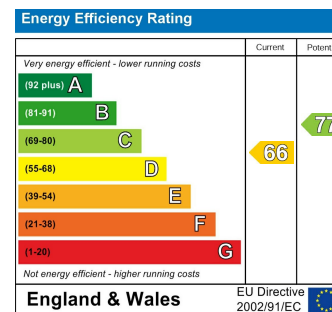 Energy Efficiency Rating
Current Potent
Very energy efficient - lower running costs
(92 plus) A
(81-91) B
(69-80) C
(55-68) D
(39-54) E
(21-38) F
(1-20) G
66
77
Not energy efficient - higher running costs
England & Wales
EU Directive
2002/91/EC